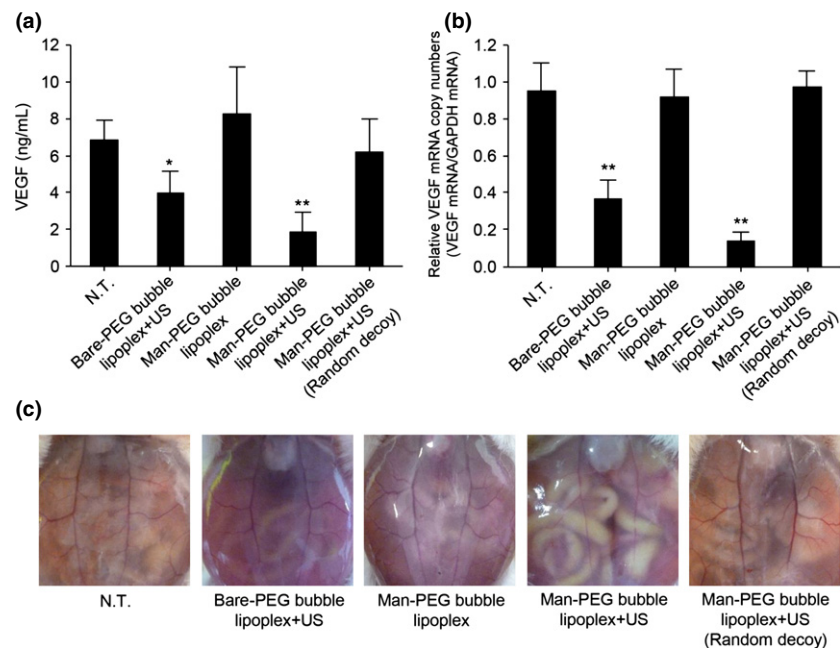 (a)
VEGF (ng/mL)
12
10
8
6
4
2
0
*
**
N.T.
Bare-PEG bubble
lipoplex+US
Man-PEG bubble
lipoplex
Man-PEG bubble
lipoplex+US
Man-PEG bubble
lipoplex+US
(Random decoy)
(b)
Relative VEGF mRNA copy numbers
(VEGF mRNA/GAPDH mRNA)
1.2
1.0
0.8
0.6
0.4
0.2
0.0
**
**
N.T.
Bare-PEG bubble
lipoplex+US
Man-PEG bubble
lipoplex
Man-PEG bubble
lipoplex+US
Man-PEG bubble
lipoplex+US
(Random decoy)
(c)
N.T.
Bare-PEG bubble
lipoplex+US
Man-PEG bubble
lipoplex
Man-PEG bubble
lipoplex+US
Man-PEG bubble
lipoplex+US
(Random decoy)